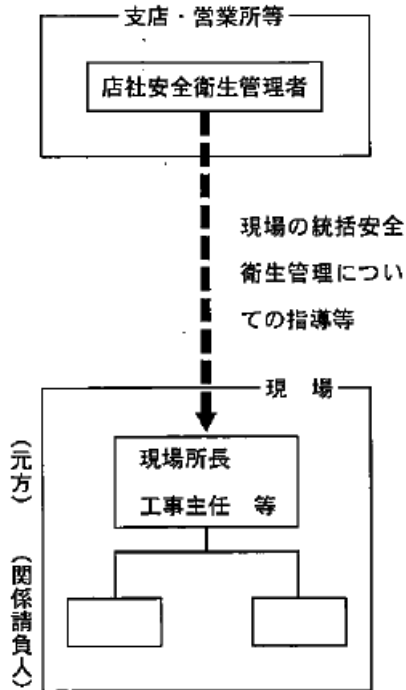 支店・営業所等
店社安全衛生管理者
現場の統括安全
衛生管理につい
ての指導等
現 場
(元方)
現場所長
工事主任 等
(関係請負人)